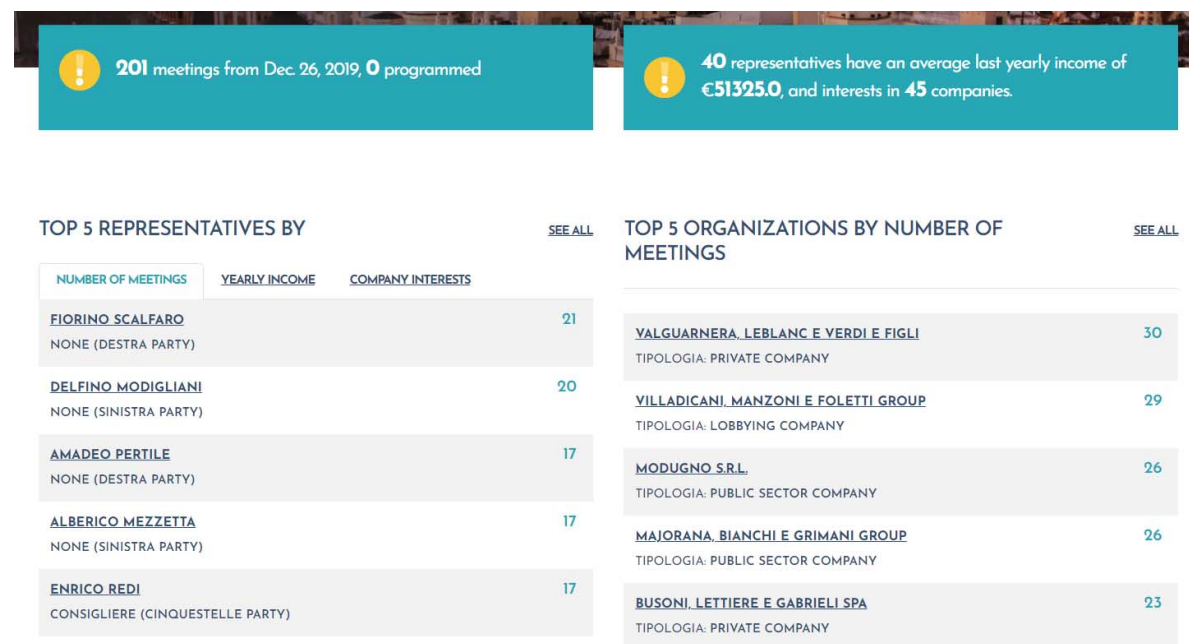 201 meetings from Dec. 26, 2019, 0 programmed
40 representatives have an average last yearly income of
€51325.0, and interests in 45 companies.
TOP 5 REPRESENTATIVES BY
SEE ALL
NUMBER OF MEETINGS
YEARLY INCOME
COMPANY INTERESTS
FIORINO SCALFARO
21
NONE (DESTRA PARTY)
DELFINO MODIGLIANI
20
NONE (SINISTRA PARTY)
AMADEO PERTILE
17
NONE (DESTRA PARTY)
ALBERICO MEZZETTA
17
NONE (SINISTRA PARTY)
ENRICO REDI
17
CONSIGLIERE (CINQUESTELLE PARTY)
TOP 5 ORGANIZATIONS BY NUMBER OF
MEETINGS
SEE ALL
VALGUARNERA, LEBLANC E VERDI E FIGLI
30
TIPOLOGIA: PRIVATE COMPANY
VILLADICANI, MANZONI E FOLETTI GROUP
29
TIPOLOGIA: LOBBYING COMPANY
MODUGNO S.R.L.
26
TIPOLOGIA: PUBLIC SECTOR COMPANY
MAJORANA, BIANCHI E GRIMANI GROUP
26
TIPOLOGIA: PUBLIC SECTOR COMPANY
BUSONI, LETTIERE E GABRIELI SPA
23
TIPOLOGIA: PRIVATE COMPANY